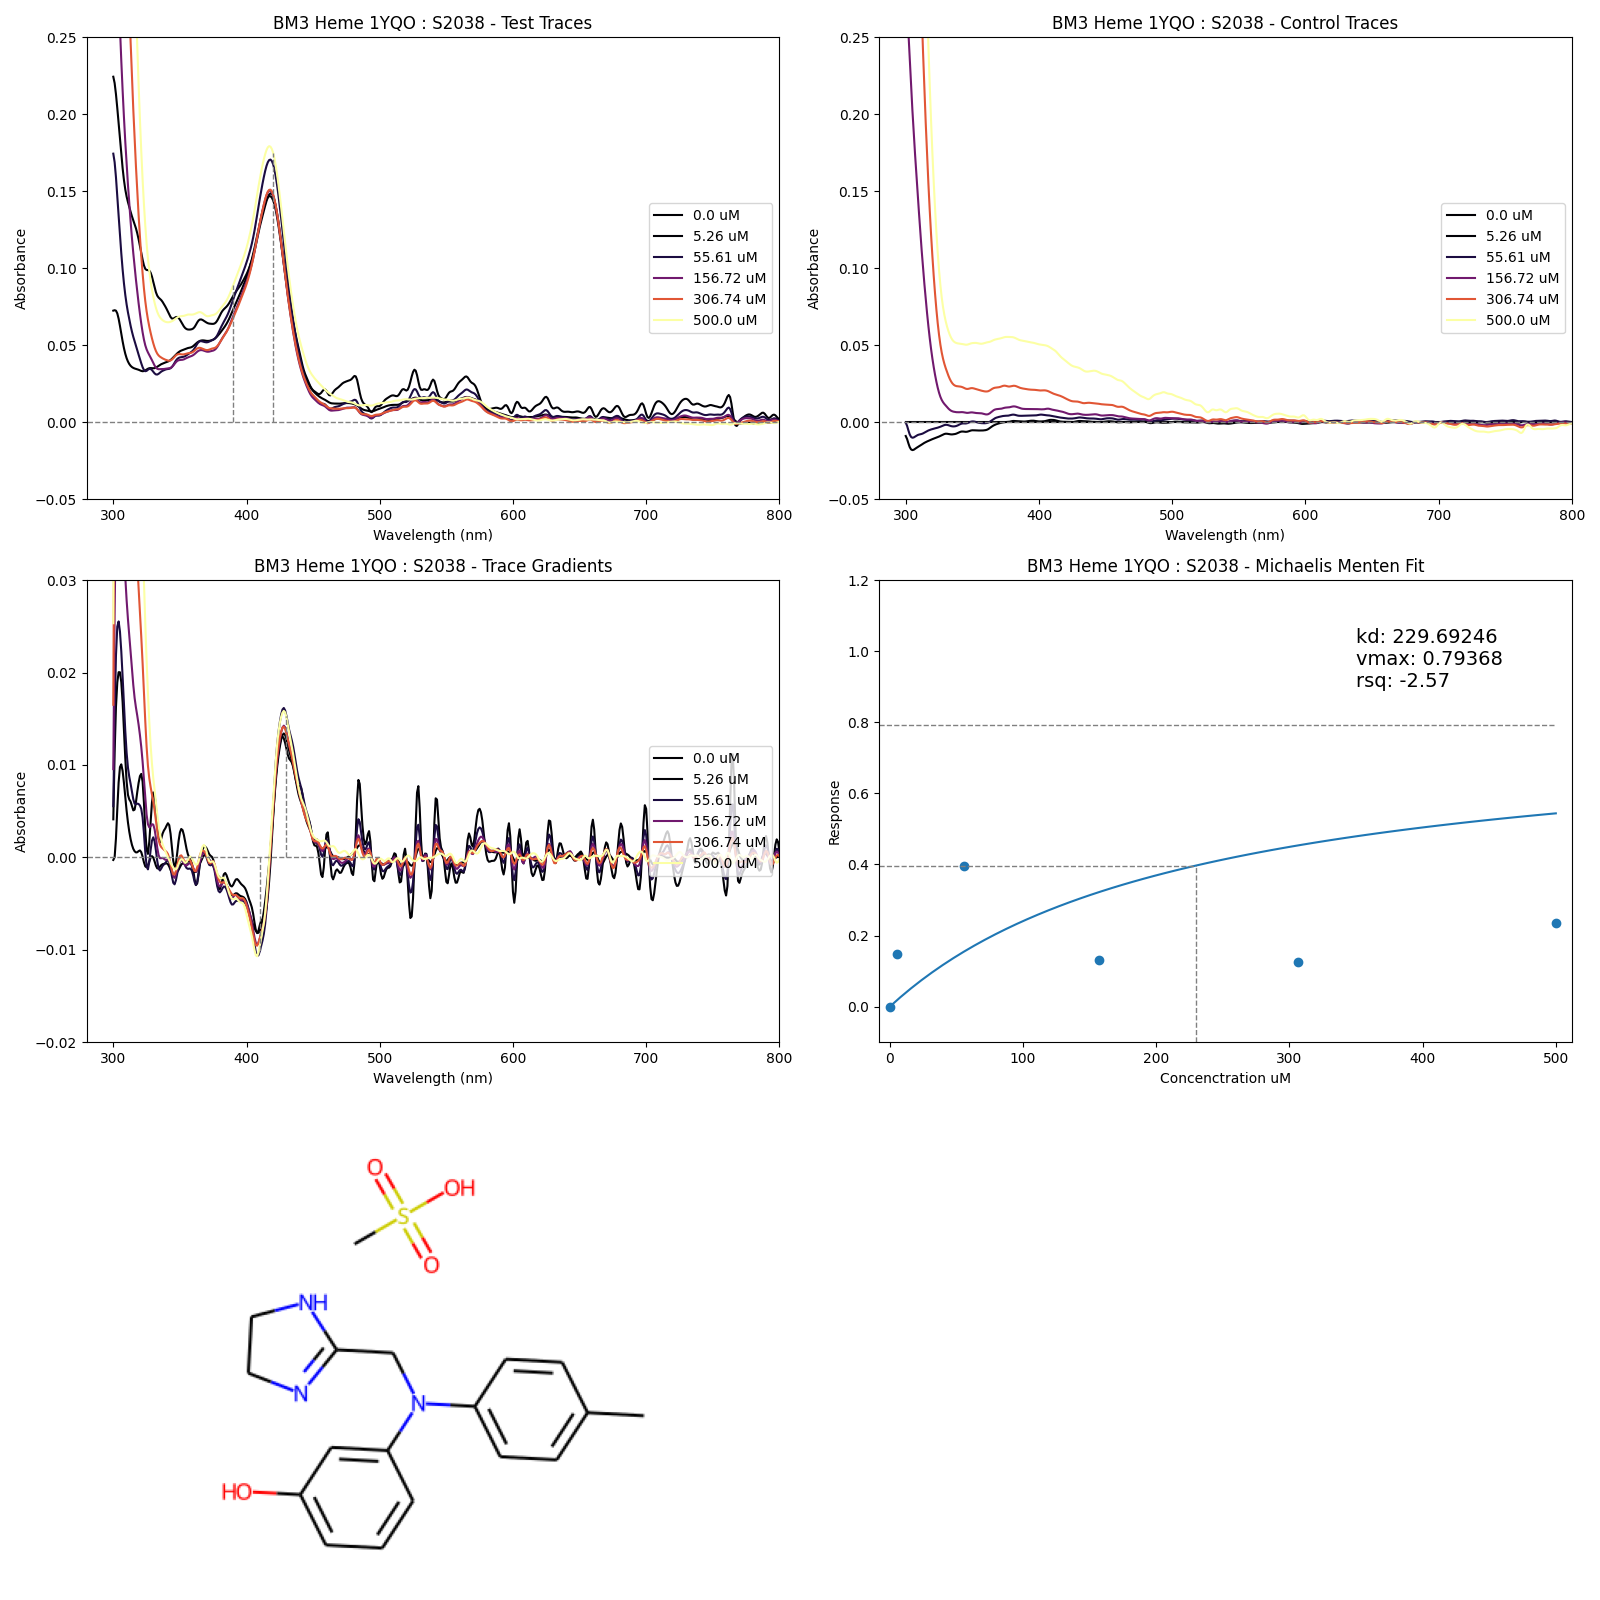 BM3 Heme 1YQO : S2038 - Test Traces
0.25
0.20
0.15
0.10
0.05
0.00
−0.05
Absorbance
300 400 500 600 700 800
Wavelength (nm)
0.0 uM
5.26 uM
55.61 uM
156.72 uM
306.74 uM
500.0 uM
BM3 Heme 1YQO : S2038 - Control Traces
0.25
0.20
0.15
0.10
0.05
0.00
−0.05
Absorbance
300 400 500 600 700 800
Wavelength (nm)
0.0 uM
5.26 uM
55.61 uM
156.72 uM
306.74 uM
500.0 uM
BM3 Heme 1YQO : S2038 - Trace Gradients
0.03
0.02
0.01
0.00
−0.01
−0.02
Absorbance
300 400 500 600 700 800
Wavelength (nm)
0.0 uM
5.26 uM
55.61 uM
156.72 uM
306.74 uM
500.0 uM
BM3 Heme 1YQO : S2038 - Michaelis Menten Fit
1.2
1.0
0.8
0.6
0.4
0.2
0.0
Response
kd: 229.69246
vmax: 0.79368
rsq: -2.57
0 100 200 300 400 500
Concenctration uM
O
OH
S
O
NH
N
N
HO